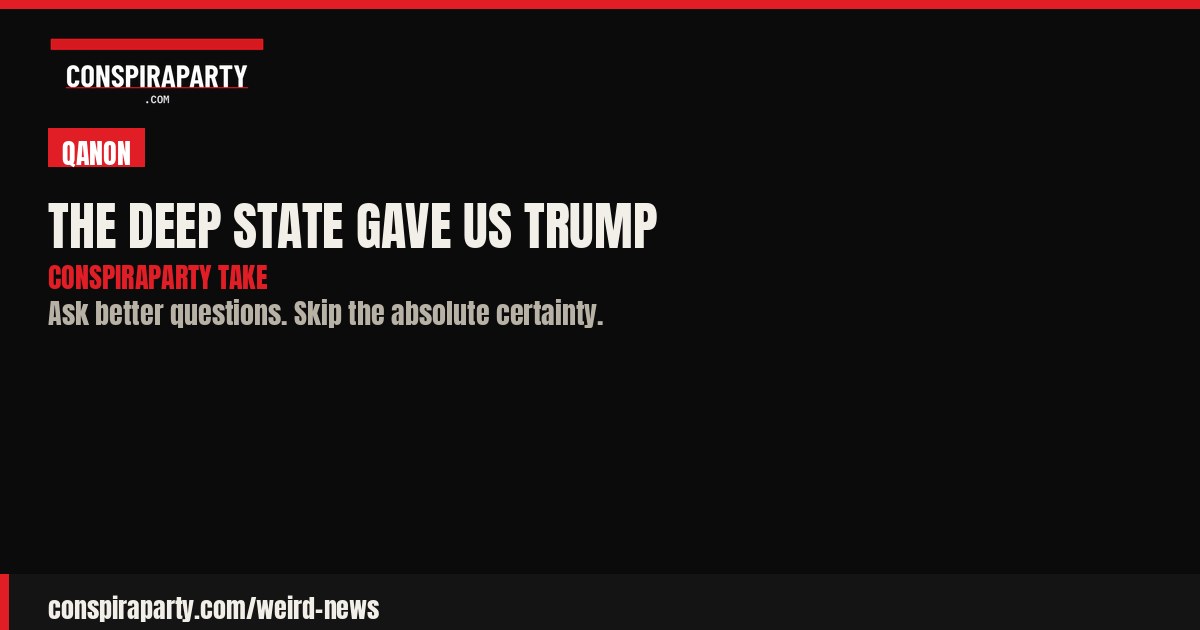 CONSPIRAPARTY
.COM
QANON
THE DEEP STATE GAVE US TRUMP
CONSPIRAPARTY TAKE
Ask better questions. Skip the absolute certainty.
conspiraparty.com/weird-news